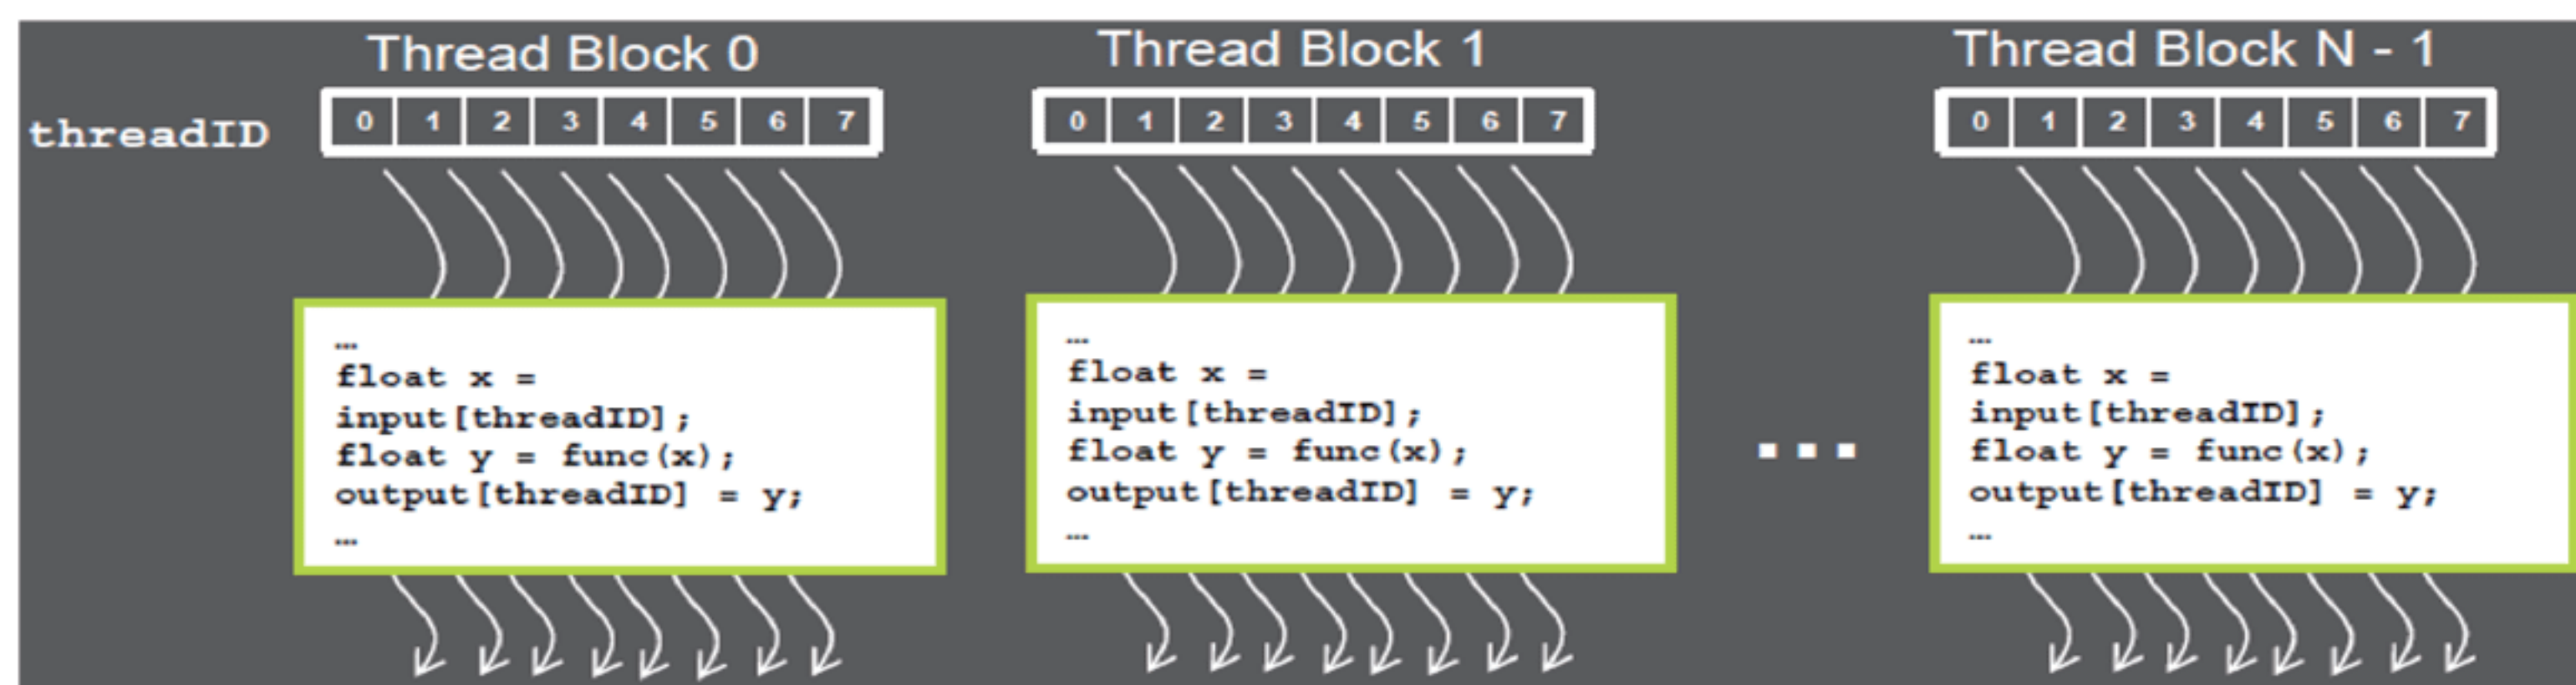 Thread Block 0
Thread Block 1
Thread Block N - 1
threadID
0 1 2 3 4 5 6 7
0 1 2 3 4 5 6 7
0 1 2 3 4 5 6 7
…
float x =
input[threadID];
float y = func(x);
output[threadID] = y;
…
…
float x =
input[threadID];
float y = func(x);
output[threadID] = y;
…
...
…
float x =
input[threadID];
float y = func(x);
output[threadID] = y;
…